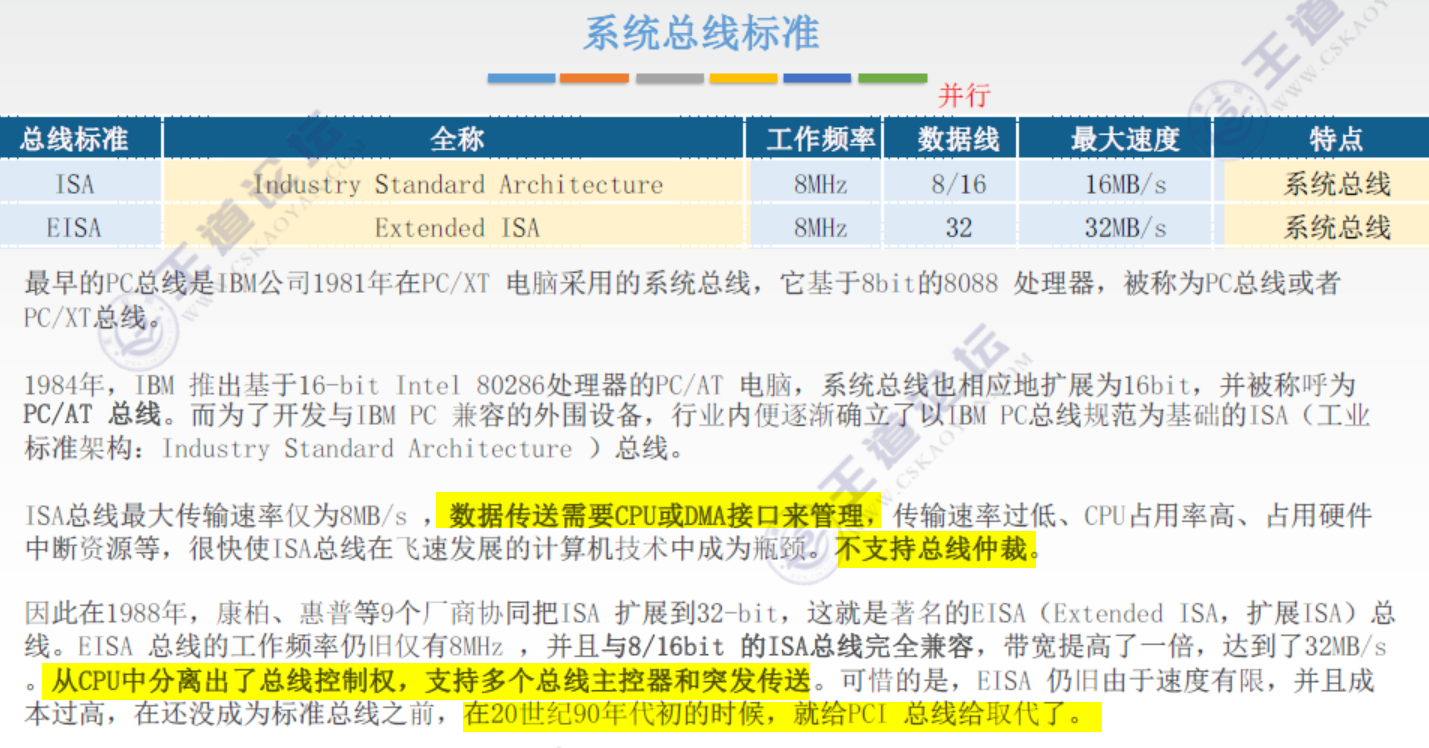 系统总线标准
并行
总线标准 全称 工作频率 数据线 最大速度 特点
ISA Industry Standard Architecture 8MHz 8/16 16MB/s 系统总线
EISA Extended ISA 8MHz 32 32MB/s 系统总线
最早的PC总线是IBM公司1981年在PC/XT 电脑采用的系统总线，它基于8bit的8088 处理器，被称为PC总线或者
PC/XT总线。
1984年，IBM 推出基于16-bit Intel 80286处理器的PC/AT 电脑，系统总线也相应地扩展为16bit，并被称呼为
PC/AT 总线。而为了开发与IBM PC 兼容的外围设备，行业内便逐渐确立了以IBM PC总线规范为基础的ISA（工业
标准架构：Industry Standard Architecture ）总线。
ISA总线最大传输速率仅为8MB/s ，数据传送需要CPU或DMA接口来管理，传输速率过低、CPU占用率高、占用硬件
中断资源等，很快使ISA总线在飞速发展的计算机技术中成为瓶颈。不支持总线仲裁。
因此在1988年，康柏、惠普等9个厂商协同把ISA 扩展到32-bit，这就是著名的EISA（Extended ISA，扩展ISA）总
线。EISA 总线的工作频率仍旧仅有8MHz ，并且与8/16bit 的ISA总线完全兼容，带宽提高了一倍，达到了32MB/s
。从CPU中分离出了总线控制权，支持多个总线主控器和突发传送。可惜的是，EISA 仍旧由于速度有限，并且成
本过高，在还没成为标准总线之前，在20世纪90年代初的时候，就给PCI 总线给取代了。
王道论坛
WWW.CSKAOYAN.COM
王道论坛
WWW.CSKAOYAN.COM
王道
WWW.CSKAOY